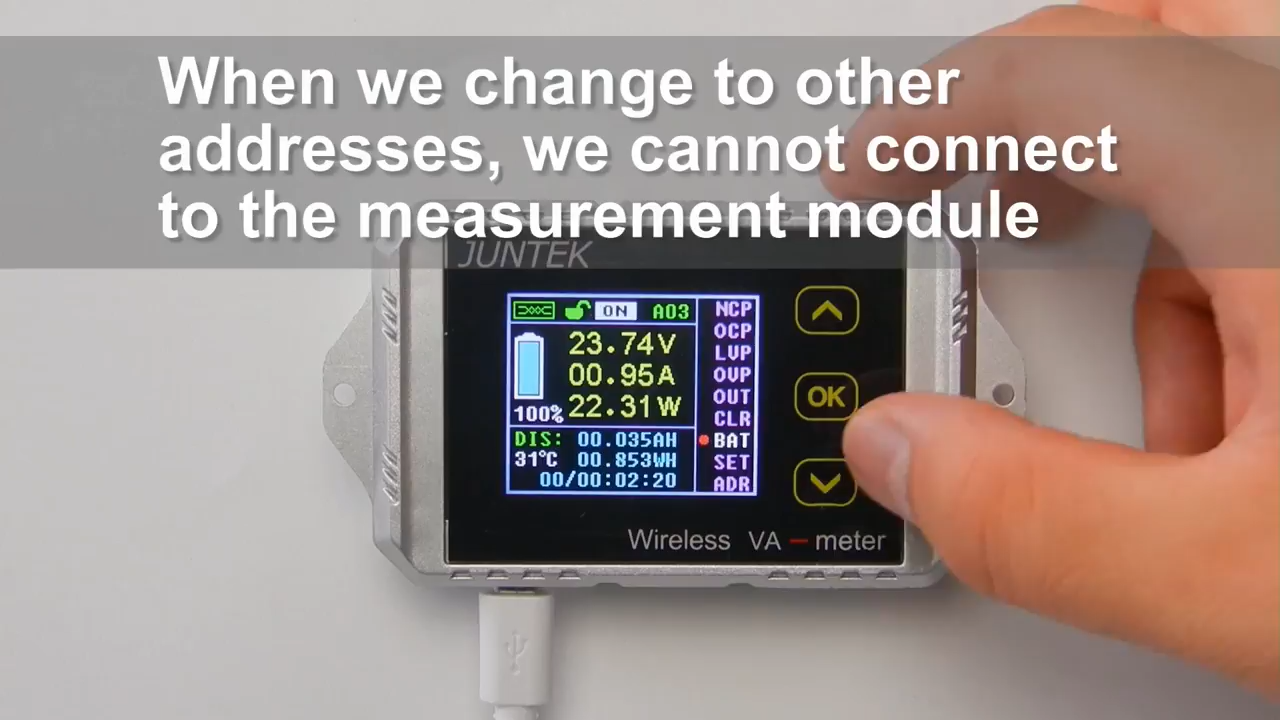 When we change to other
addresses, we cannot connect
to the measurement module
JUNTEK
ON A03
23.74V
00.95A
22.31W
100%
DIS: 00.035AH
31°C 00.853WH
00/00:02:20
NCP
OCP
LVP
OVP
OUT
CLR
BAT
SET
ADR
OK
Wireless VA – meter